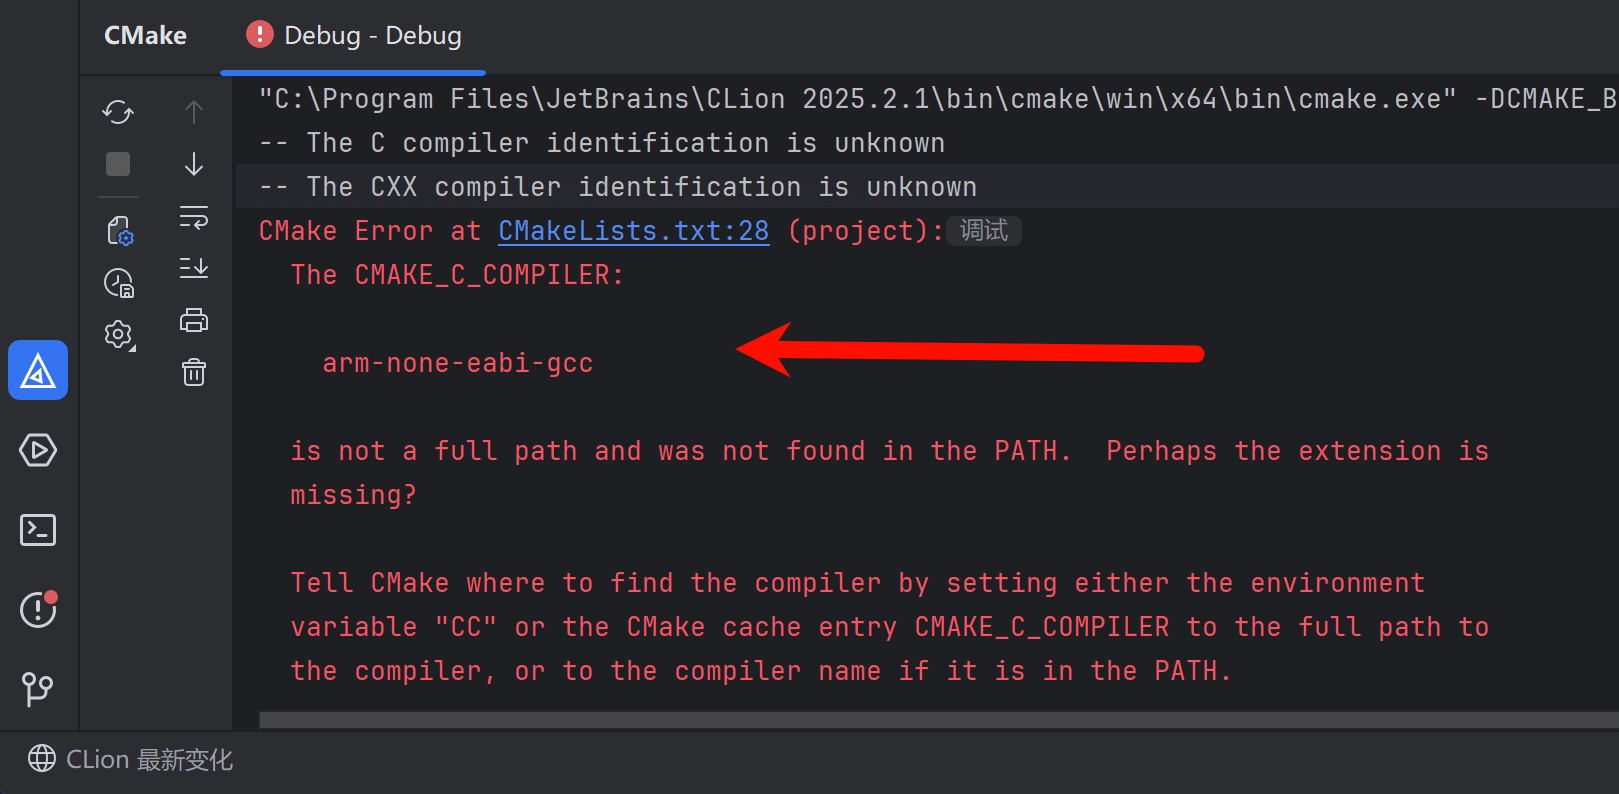 CMake
Debug - Debug
"C:\Program Files\JetBrains\CLion 2025.2.1\bin\cmake\win\x64\bin\cmake.exe" -DCMAKE_B
-- The C compiler identification is unknown
-- The CXX compiler identification is unknown
CMake Error at CMakeLists.txt:28 (project): 调试
The CMAKE_C_COMPILER:
arm-none-eabi-gcc
is not a full path and was not found in the PATH.  Perhaps the extension is
missing?
Tell CMake where to find the compiler by setting either the environment
variable "CC" or the CMake cache entry CMAKE_C_COMPILER to the full path to
the compiler, or to the compiler name if it is in the PATH.
CLion 最新变化